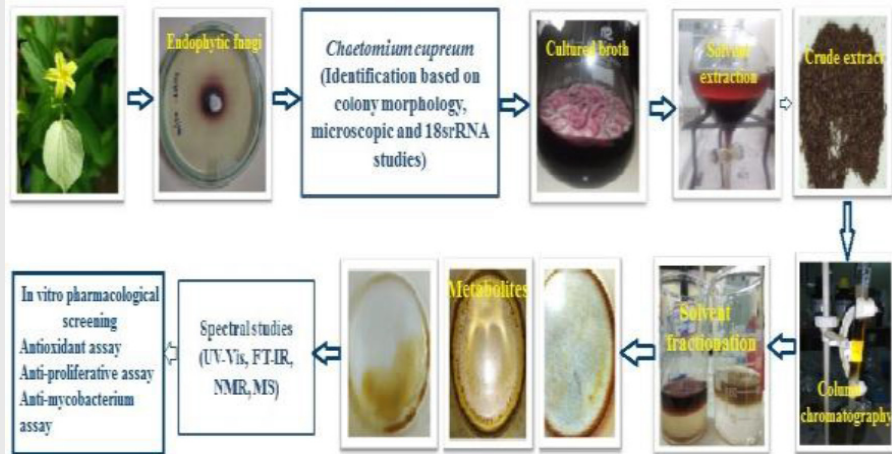 Endophytic fungi
Chaetomium cupreum
(Identification based on
colony morphology,
microscopic and 18srRNA
studies)
Cultured broth
Solvent
extraction
Crude extract
Column
chromatography
Solvent
fractionation
Metabolites
Spectral studies
(UV-Vis, FT-IR,
NMR, MS)
In vitro pharmacological
screening
Antioxidant assay
Anti-proliferative assay
Anti-mycobacterium
assay